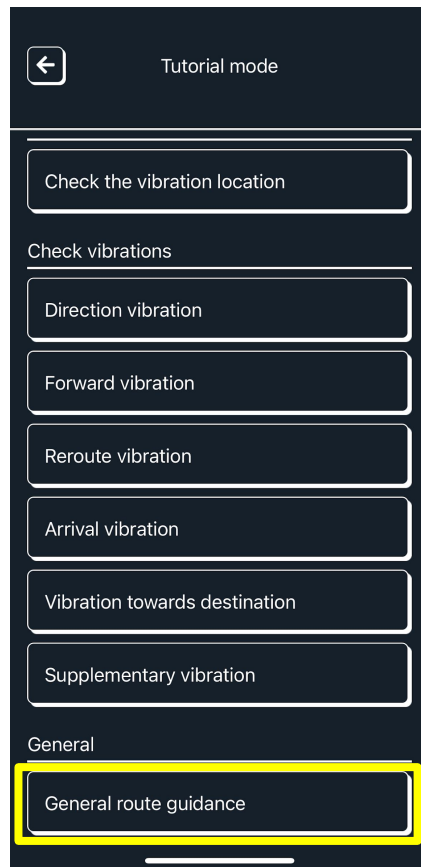 Tutorial mode
Check the vibration location
Check vibrations
Direction vibration
Forward vibration
Reroute vibration
Arrival vibration
Vibration towards destination
Supplementary vibration
General
General route guidance